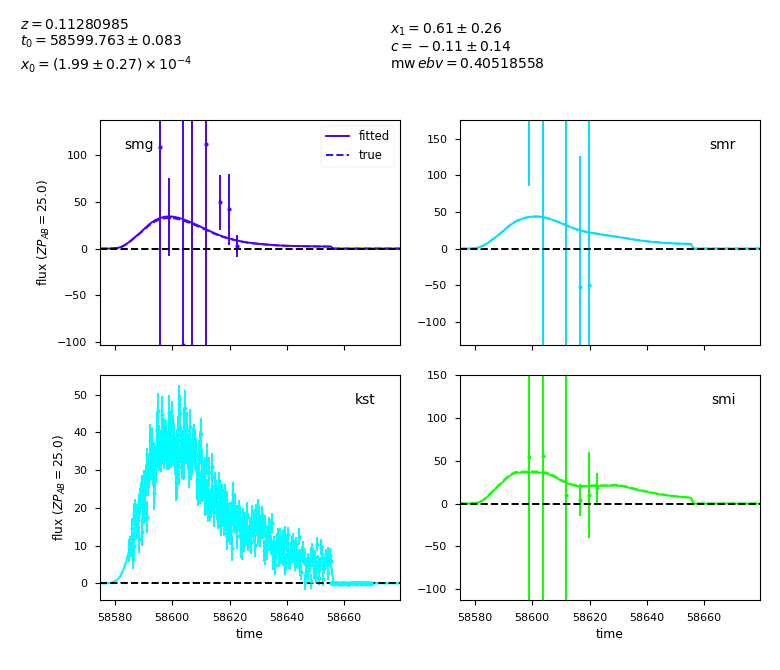 z = 0.11280985
t₀ = 58599.763 ± 0.083
x₀ = (1.99 ± 0.27) × 10⁻⁴
x₁ = 0.61 ± 0.26
c = −0.11 ± 0.14
mw ebv = 0.40518558
smg
fitted
true
100
50
0
−50
−100
flux (ZP_AB = 25.0)
smr
150
100
50
0
−50
−100
kst
50
40
30
20
10
0
flux (ZP_AB = 25.0)
58580 58600 58620 58640 58660
time
smi
150
100
50
0
−50
−100
58580 58600 58620 58640 58660
time